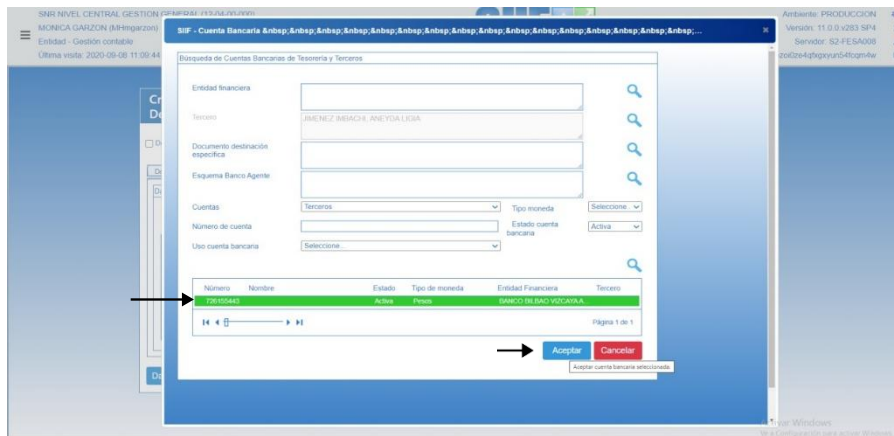 SNR NIVEL CENTRAL GESTION GENERAL (12-04-00-000)
MONICA GARZON (MHmgarzon)
Entidad - Gestión contable
Última visita: 2020-09-08 11:09:44
Ambiente: PRODUCCION
Versión: 11.0.0 v283 SP4
Servidor: S2-FESA008
SIIF - Cuenta Bancaria &nbsp;&nbsp;&nbsp;&nbsp;&nbsp;&nbsp;&nbsp;&nbsp;&nbsp;&nbsp;&nbsp;&nbsp;&nbsp;&nbsp;...
Búsqueda de Cuentas Bancarias de Tesorería y Terceros
Entidad financiera
Tercero JIMENEZ IMBACHI, ANEYDA LIGIA
Documento destinación
específica
Esquema Banco Agente
Cuentas Terceros Tipo moneda Seleccione..
Número de cuenta Estado cuenta
bancaria Activa
Uso cuenta bancaria Seleccione...
Número Nombre Estado Tipo de moneda Entidad Financiera Tercero
736155443 Activa Pesos BANCO BILBAO VIZCAYA A...
Página 1 de 1
Aceptar Cancelar
Aceptar cuenta bancaria seleccionada